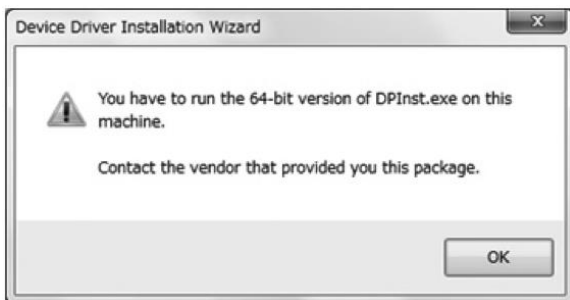 Device Driver Installation Wizard
You have to run the 64-bit version of DPInst.exe on this
machine.
Contact the vendor that provided you this package.
OK